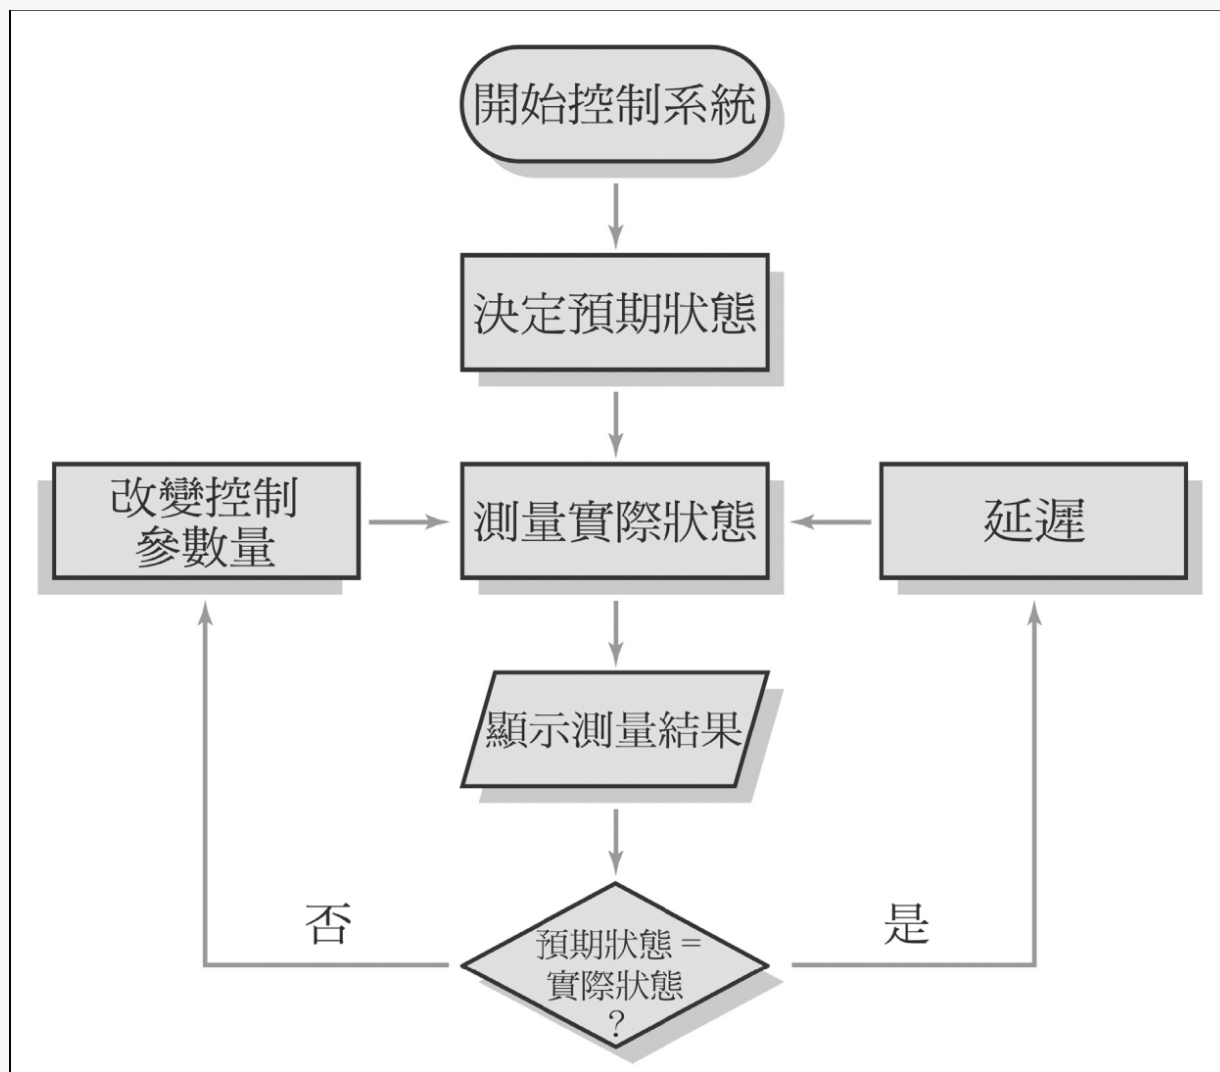 開始控制系統
決定預期狀態
改變控制
參數量
測量實際狀態
延遲
顯示測量結果
否
是
預期狀態 =
實際狀態
?